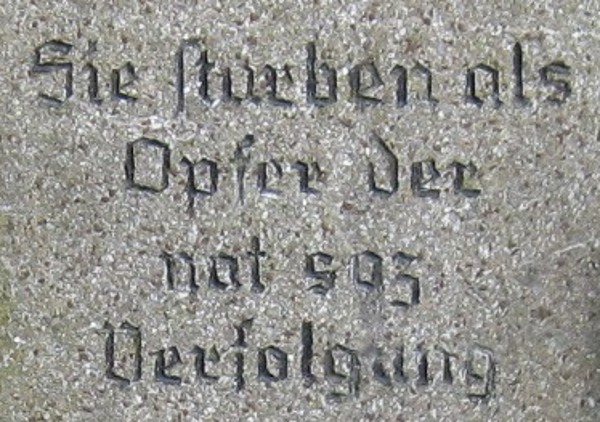 Sie starben als
Opfer der
nat soz
Verfolgung